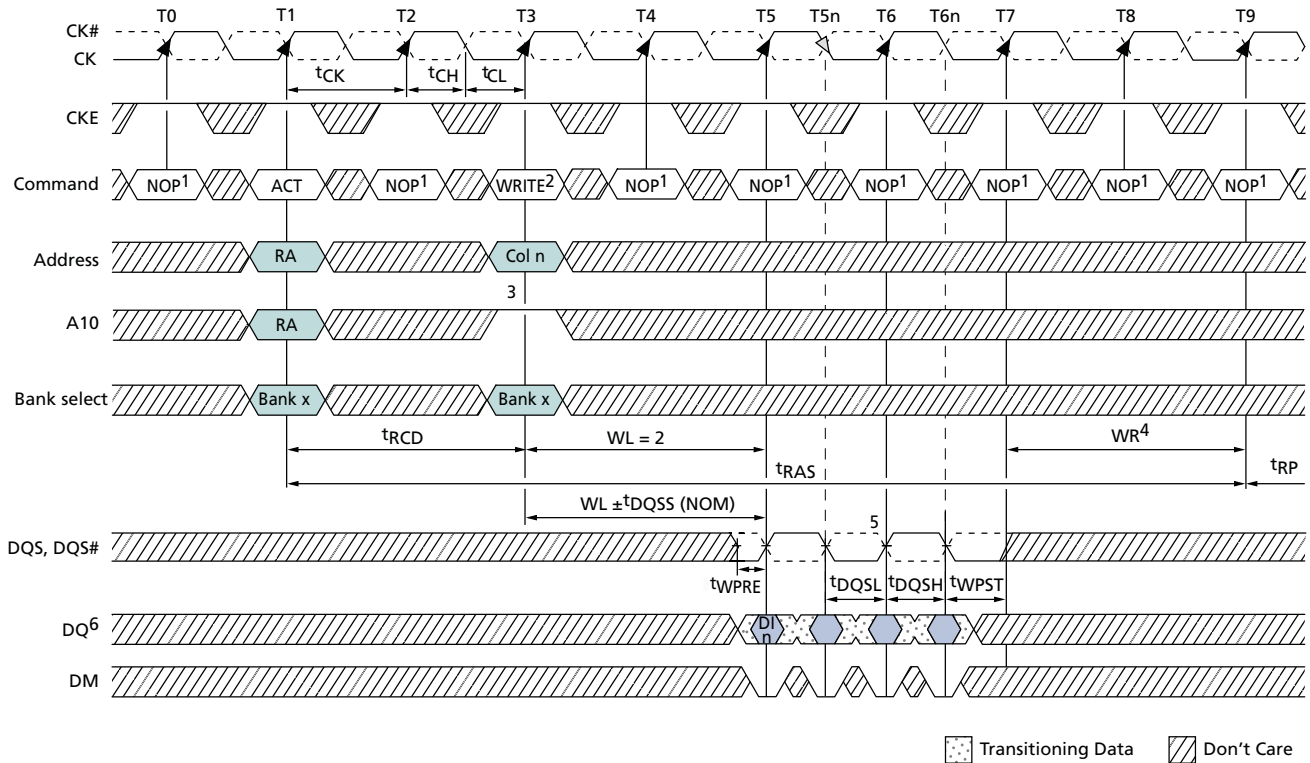 T0 T1 T2 T3 T4 T5 T5n T6 T6n T7 T8 T9
CK#
CK
tCK tCH tCL
CKE
Command NOP1 ACT NOP1 WRITE2 NOP1 NOP1 NOP1 NOP1 NOP1 NOP1
Address RA Col n
3
A10 RA
Bank select Bank x Bank x
tRCD WL = 2 WR4
tRAS tRP
WL ±tDQSS (NOM)
5
DQS, DQS#
tWPRE tDQSL tDQSH tWPST
DQ6 DI
n
DM
Transitioning Data Don't Care